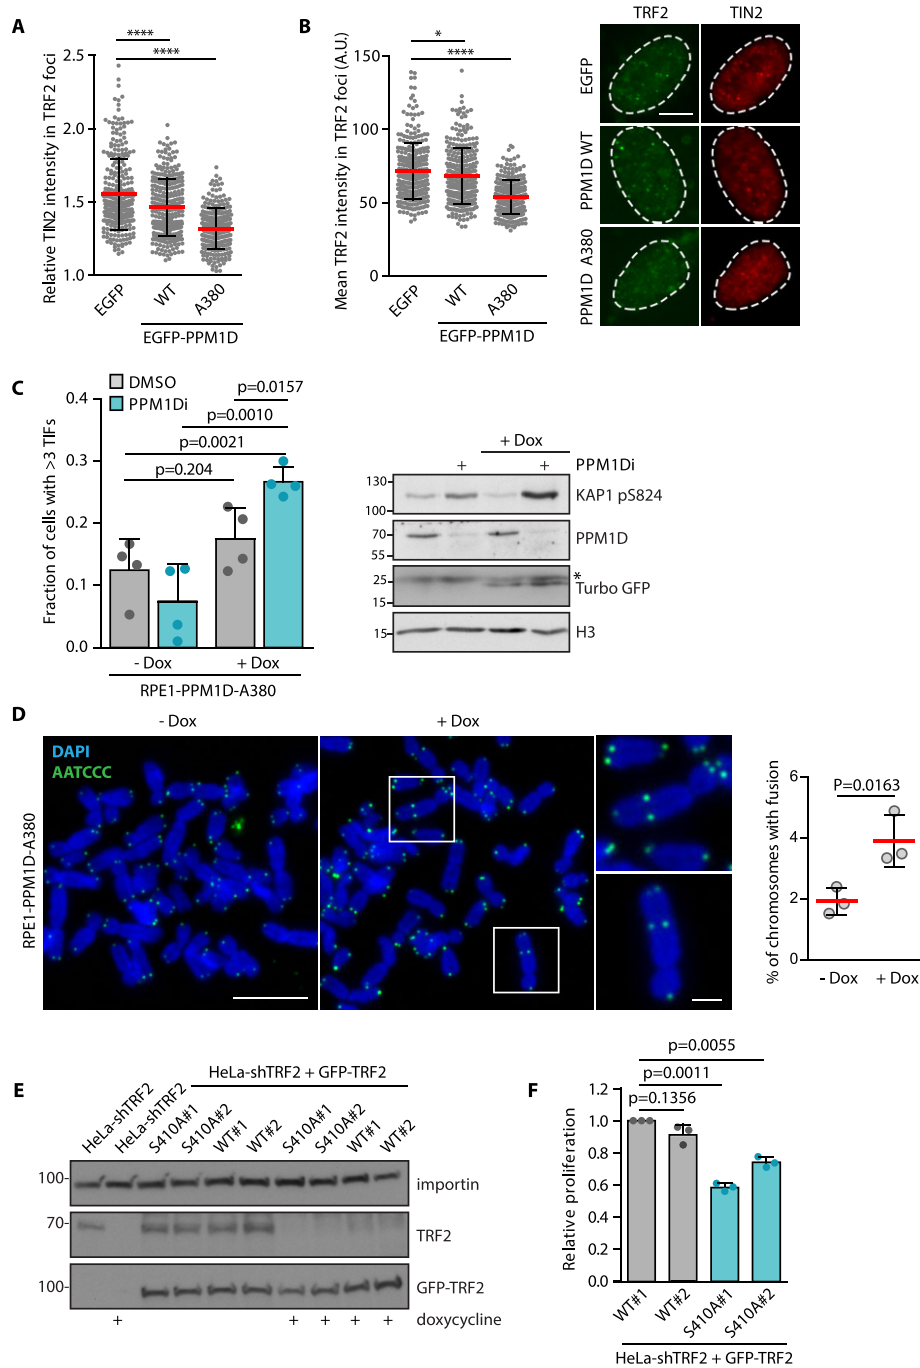 A
Relative TIN2 intensity in TRF2 foci
2.5
2.0
1.5
1.0
****
****
EGFP
WT
A380
EGFP-PPM1D
B
Mean TRF2 intensity in TRF2 foci (A.U.)
150
100
50
0
*
****
EGFP
WT
A380
EGFP-PPM1D
TRF2
TIN2
EGFP
PPM1D WT
PPM1D A380
C
DMSO
PPM1Di
Fraction of cells with >3 TIFs
0.4
0.3
0.2
0.1
0.0
p=0.0157
p=0.0010
p=0.0021
p=0.204
- Dox
+ Dox
RPE1-PPM1D-A380
+ Dox
+
+
PPM1Di
130
100
KAP1 pS824
70
55
PPM1D
25
15
*
Turbo GFP
15
H3
D
- Dox
+ Dox
DAPI
AATCCC
RPE1-PPM1D-A380
% of chromosomes with fusion
6
4
2
0
P=0.0163
- Dox
+ Dox
E
HeLa-shTRF2 + GFP-TRF2
HeLa-shTRF2
HeLa-shTRF2
S410A#1
S410A#2
WT#1
WT#2
S410A#1
S410A#2
WT#1
WT#2
100-
importin
70-
TRF2
100-
GFP-TRF2
+
+
+
+
+
doxycycline
F
Relative proliferation
1.2
1.0
0.8
0.6
0.4
0.2
0.0
p=0.0055
p=0.0011
p=0.1356
WT#1
WT#2
S410A#1
S410A#2
HeLa-shTRF2 + GFP-TRF2